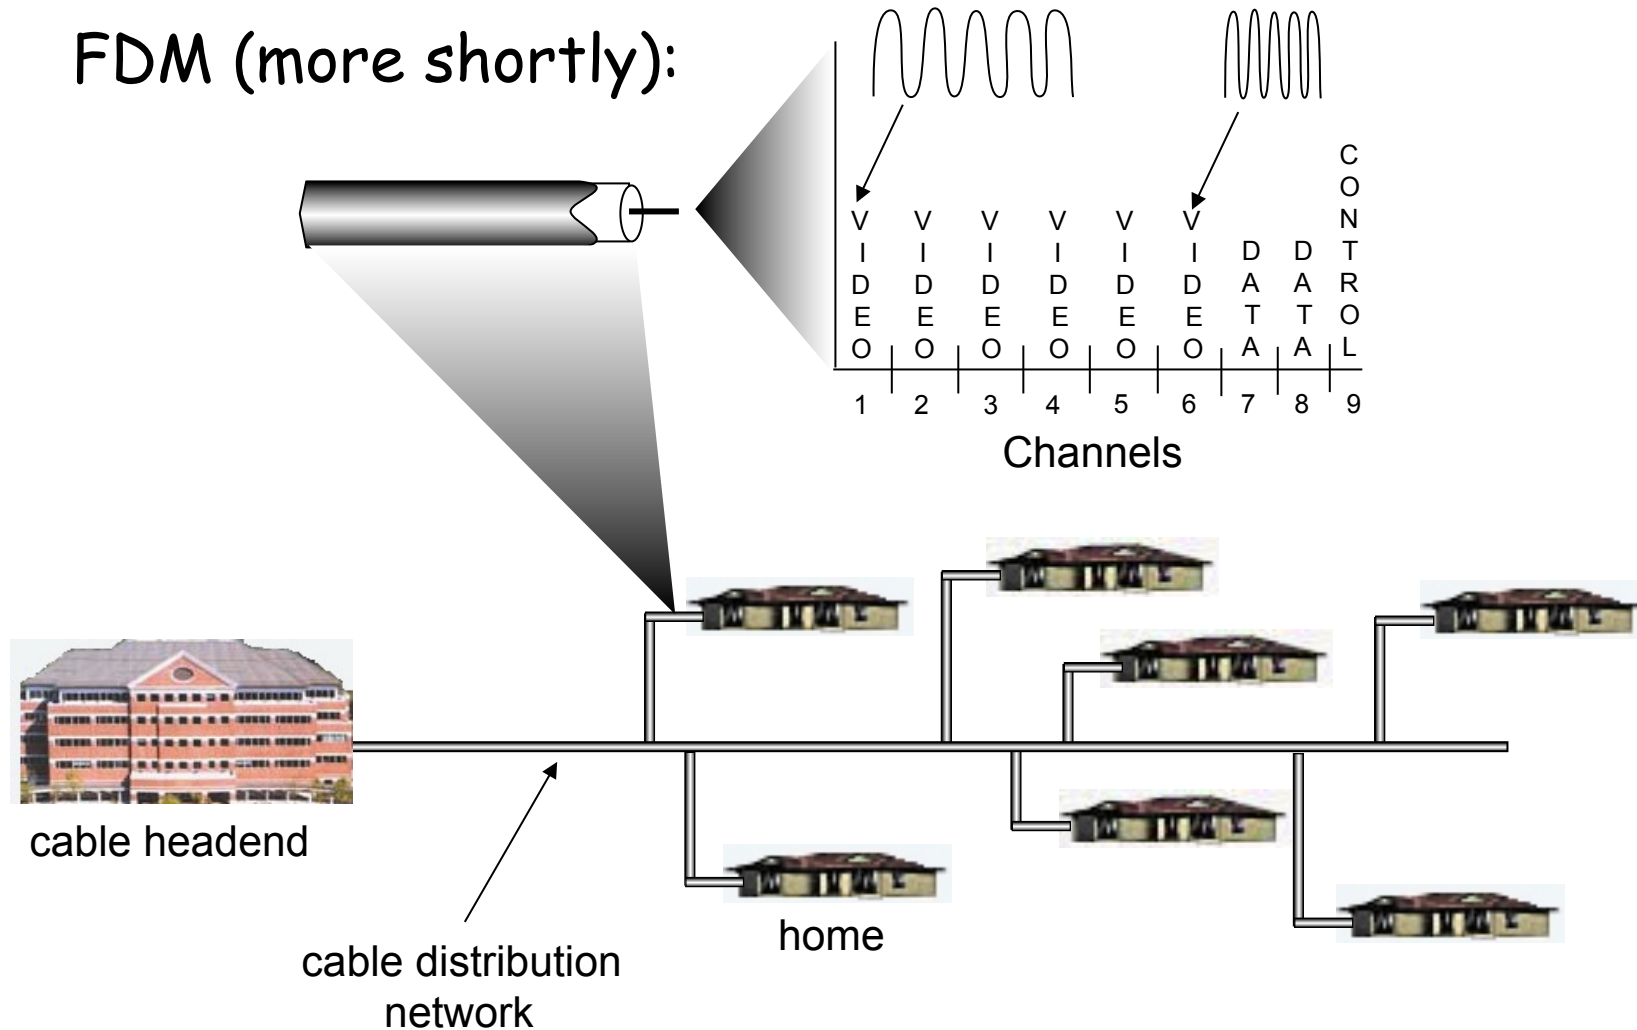 FDM (more shortly):
VIDEO
VIDEO
VIDEO
VIDEO
VIDEO
VIDEO
DATA
DATA
CONTROL
1 2 3 4 5 6 7 8 9
Channels
cable headend
home
cable distribution
network